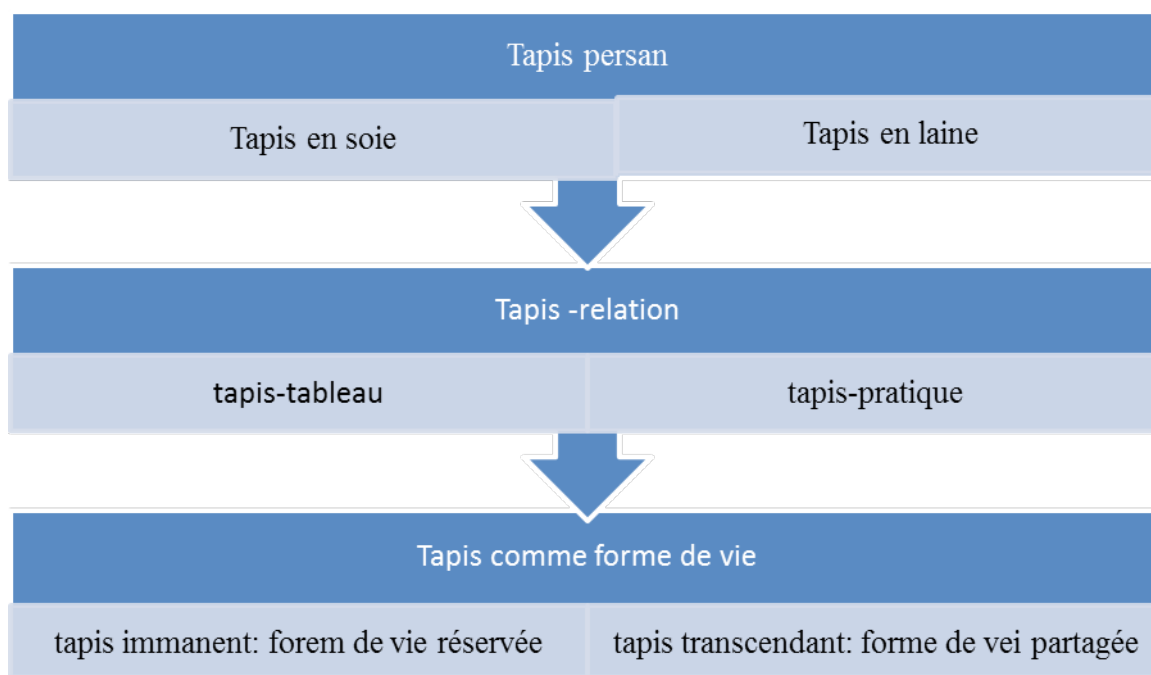 Tapis persan
Tapis en soie
Tapis en laine
Tapis -relation
tapis-tableau
tapis-pratique
Tapis comme forme de vie
tapis immanent: forem de vie réservée
tapis transcendant: forme de vei partagée